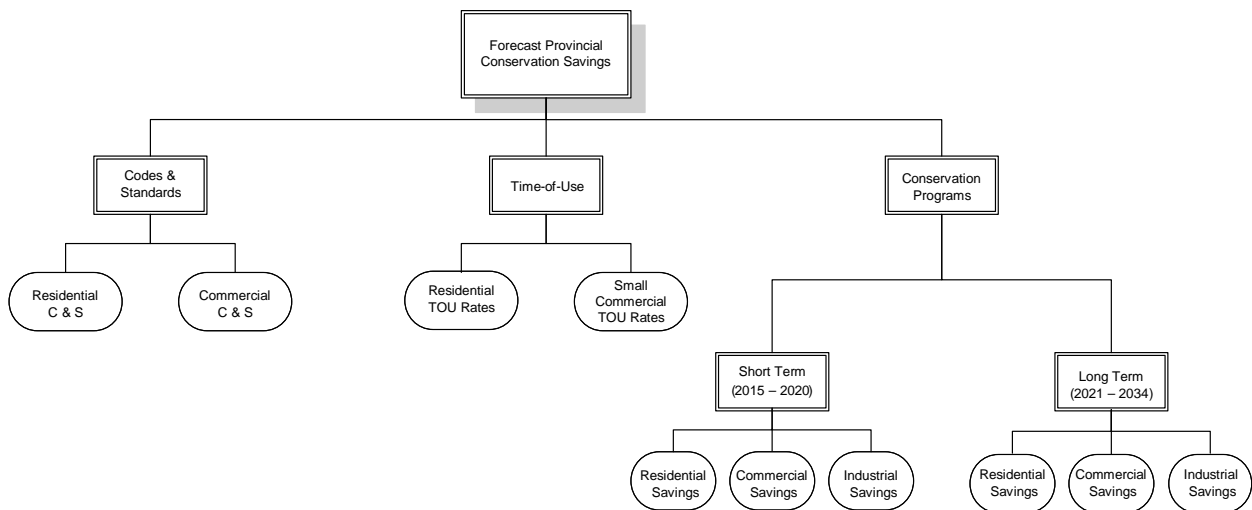 Forecast Provincial
Conservation Savings
Codes &
Standards
Time-of-Use
Conservation
Programs
Residential
C & S
Commercial
C & S
Residential
TOU Rates
Small
Commercial
TOU Rates
Short Term
(2015 – 2020)
Long Term
(2021 – 2034)
Residential
Savings
Commercial
Savings
Industrial
Savings
Residential
Savings
Commercial
Savings
Industrial
Savings